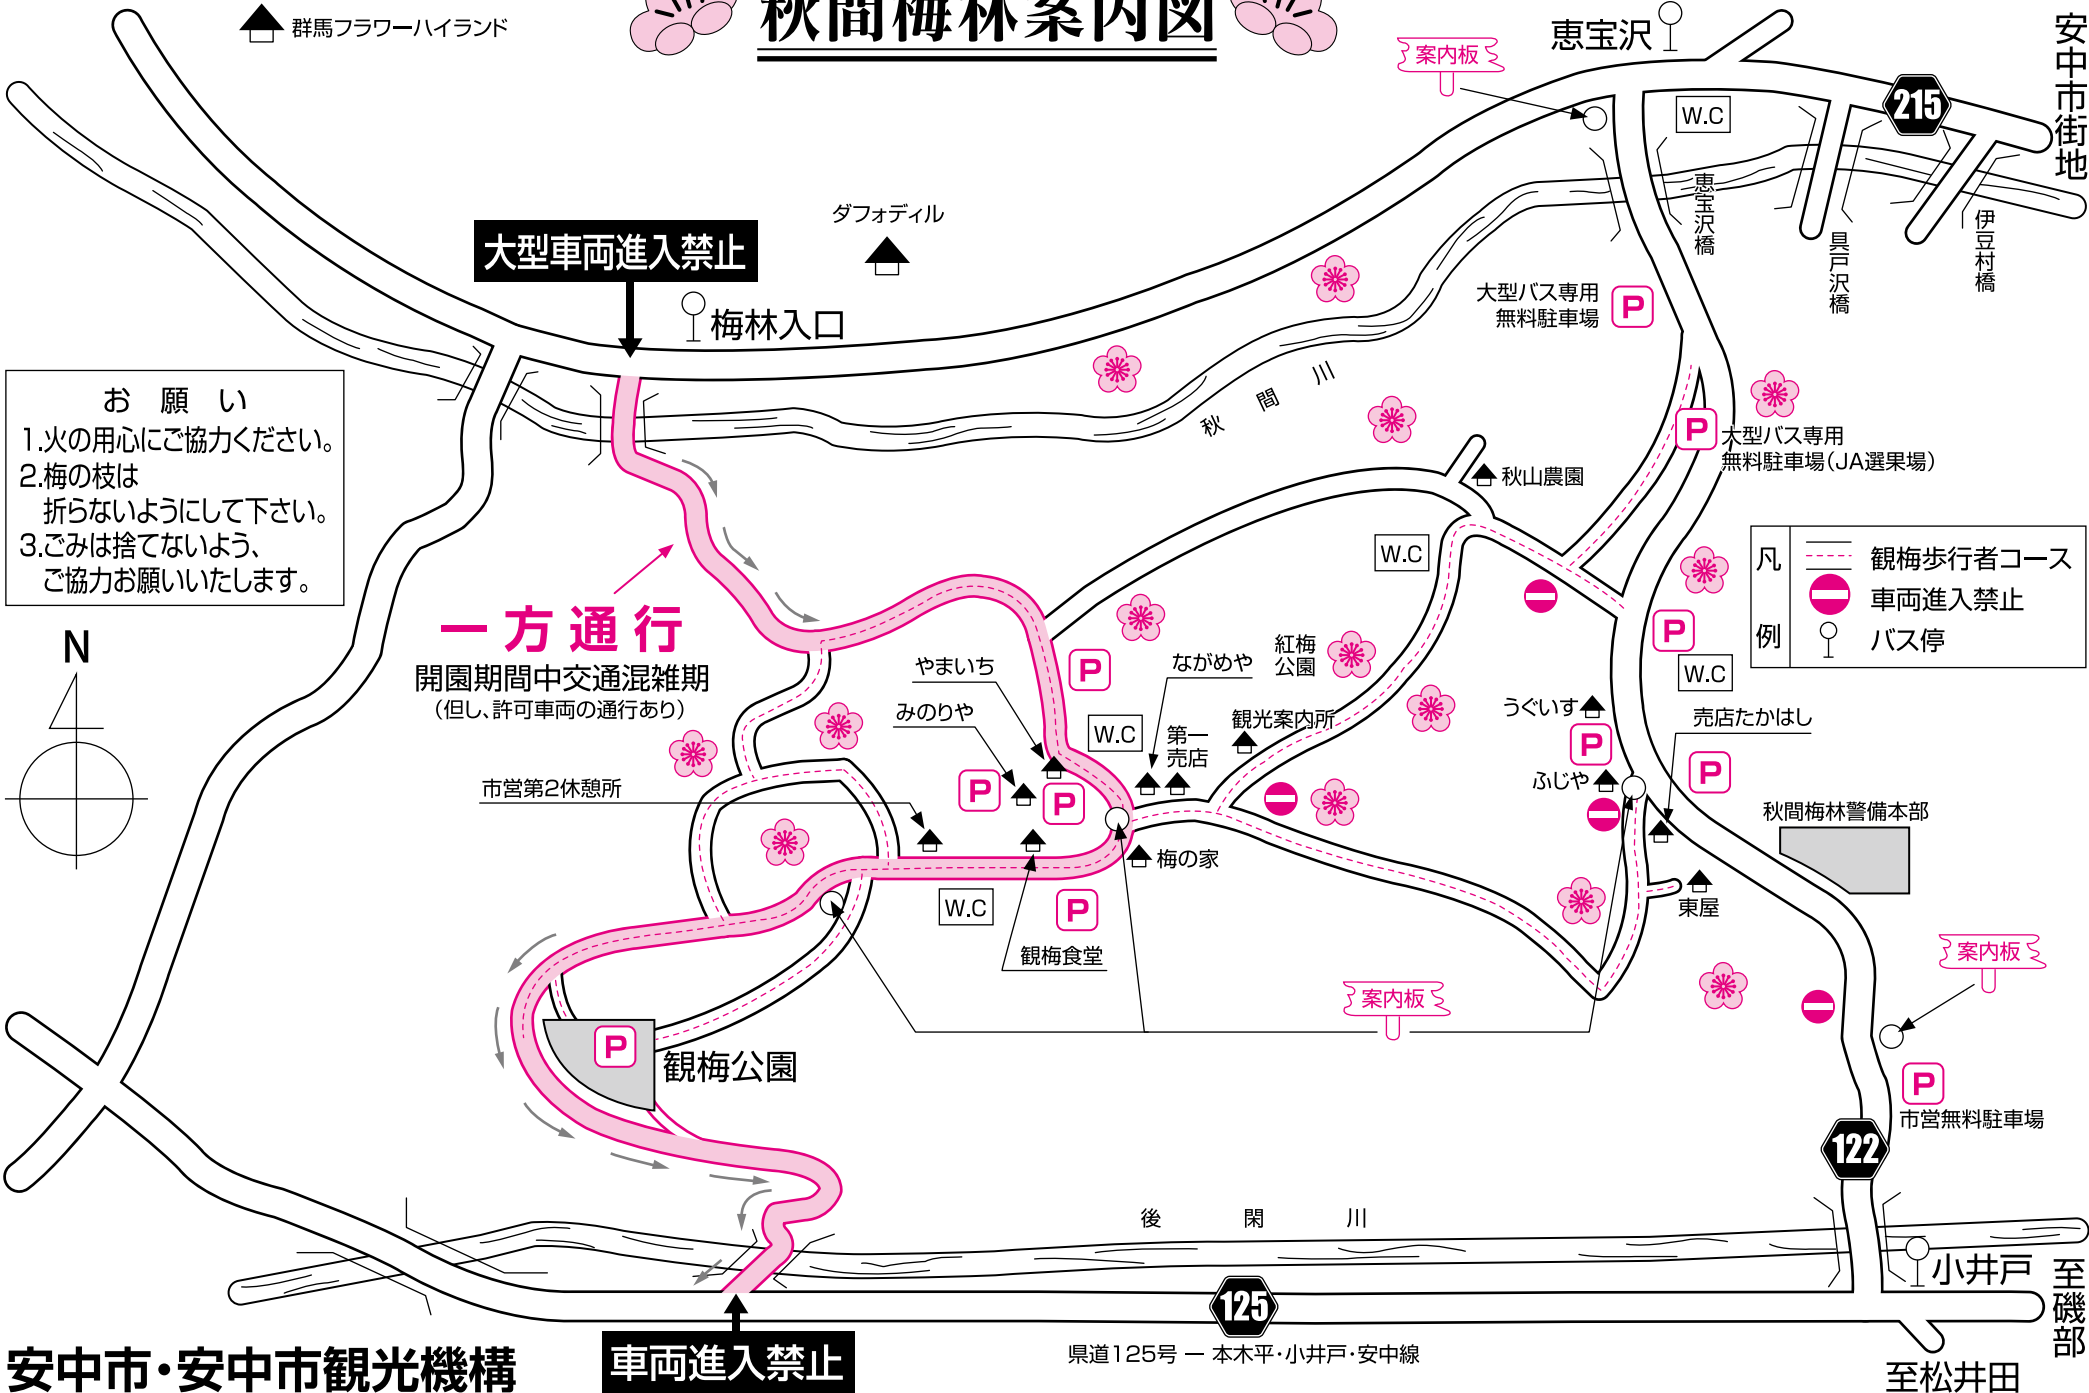 群馬フラワーハイランド
秋間梅林案内図
案内板
恵宝沢
安中市街地
215
W.C
恵宝沢橋
具戸沢橋
伊豆村橋
大型車両進入禁止
ダフォディル
梅林入口
大型バス専用
無料駐車場
P
秋間川
P
大型バス専用
無料駐車場(JA選果場)
お願い
1.火の用心にご協力ください。
2.梅の枝は
折らないようにして下さい。
3.ごみは捨てないよう、
ご協力お願いいたします。
秋山農園
W.C
凡例
観梅歩行者コース
車両進入禁止
バス停
N
一方通行
開園期間中交通混雑期
(但し、許可車両の通行あり)
やまいち
みのりや
P
ながめや
紅梅
公園
P
W.C
W.C
第一
売店
観光案内所
うぐいす
P
売店たかはし
ふじや
P
市営第2休憩所
P
P
秋間梅林警備本部
梅の家
W.C
P
観梅食堂
東屋
案内板
案内板
P
観梅公園
P
市営無料駐車場
122
後閑川
小井戸
至磯部
125
県道125号 ー 本木平・小井戸・安中線
至松井田
車両進入禁止
安中市・安中市観光機構